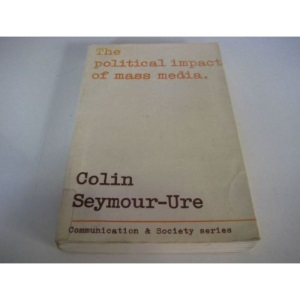 The
political impact
of mass media.
Colin
Seymour-Ure
Communication & Society series